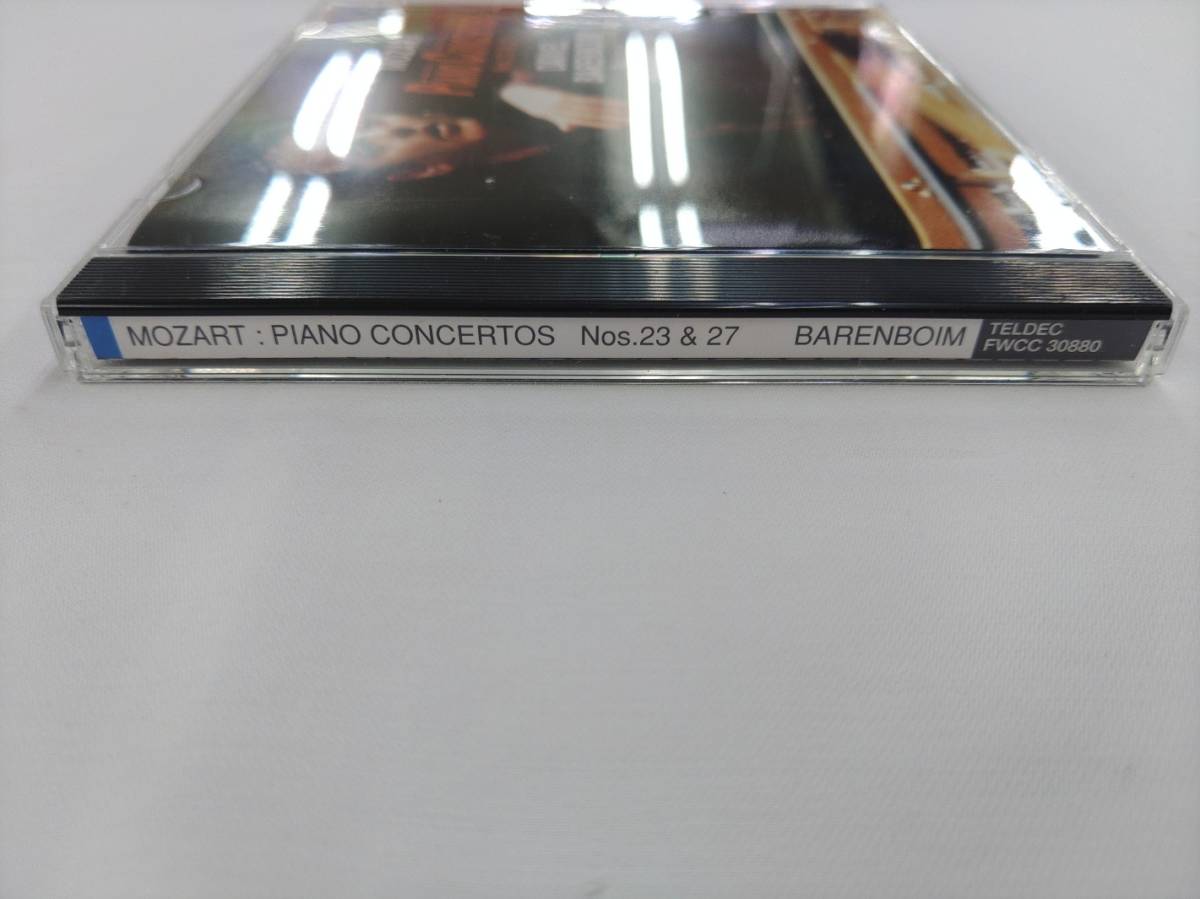 MOZART : PIANO CONCERTOS Nos.23 & 27 BARENBOIM
TELDEC
FWCC 30880